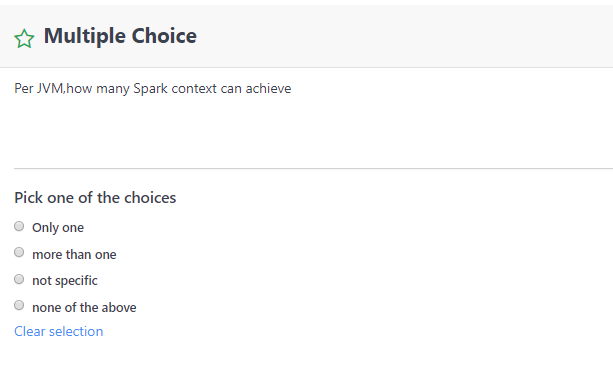 Multiple Choice
Per JVM,how many Spark context can achieve
Pick one of the choices
Only one
more than one
not specific
none of the above
Clear selection